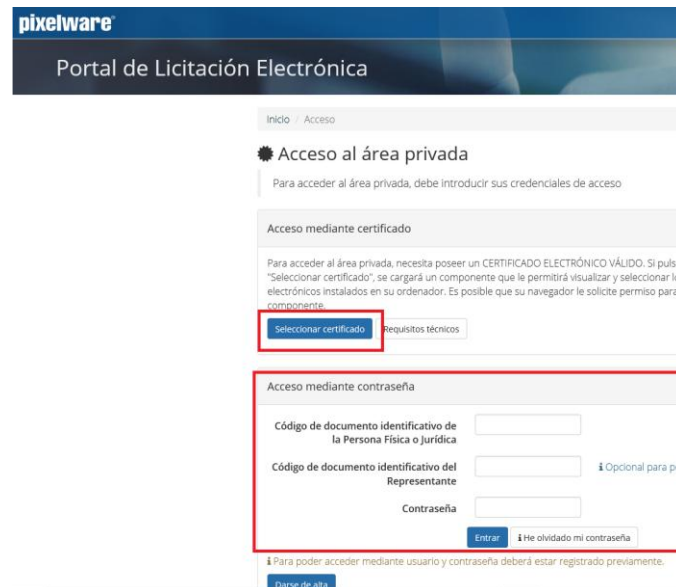 pixelware
Portal de Licitación Electrónica
Inicio / Acceso
Acceso al área privada
Para acceder al área privada, debe introducir sus credenciales de acceso
Acceso mediante certificado
Para acceder al área privada, necesita poseer un CERTIFICADO ELECTRÓNICO VÁLIDO. Si puls
"Seleccionar certificado", se cargará un componente que le permitirá visualizar y seleccionar l
electrónicos instalados en su ordenador. Es posible que su navegador le solicite permiso para
componente.
Seleccionar certificado Requisitos técnicos
Acceso mediante contraseña
Código de documento identificativo de
la Persona Física o Jurídica
Código de documento identificativo del
Representante
Opcional para p
Contraseña
Entrar He olvidado mi contraseña
Para poder acceder mediante usuario y contraseña deberá estar registrado previamente.
Darse de alta